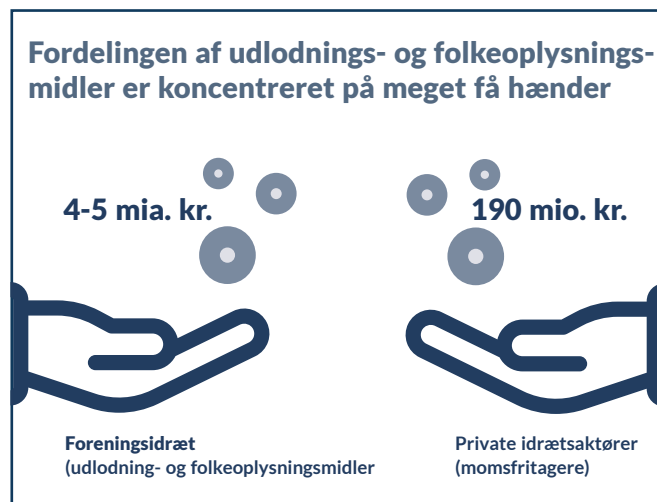 Fordelingen af udlodnings- og folkeoplysnings-
midler er koncentreret på meget få hænder
4-5 mia. kr.
190 mio. kr.
Foreningsidræt
(udlodning- og folkeoplysningsmidler
Private idrætsaktører
(momsfritagere)